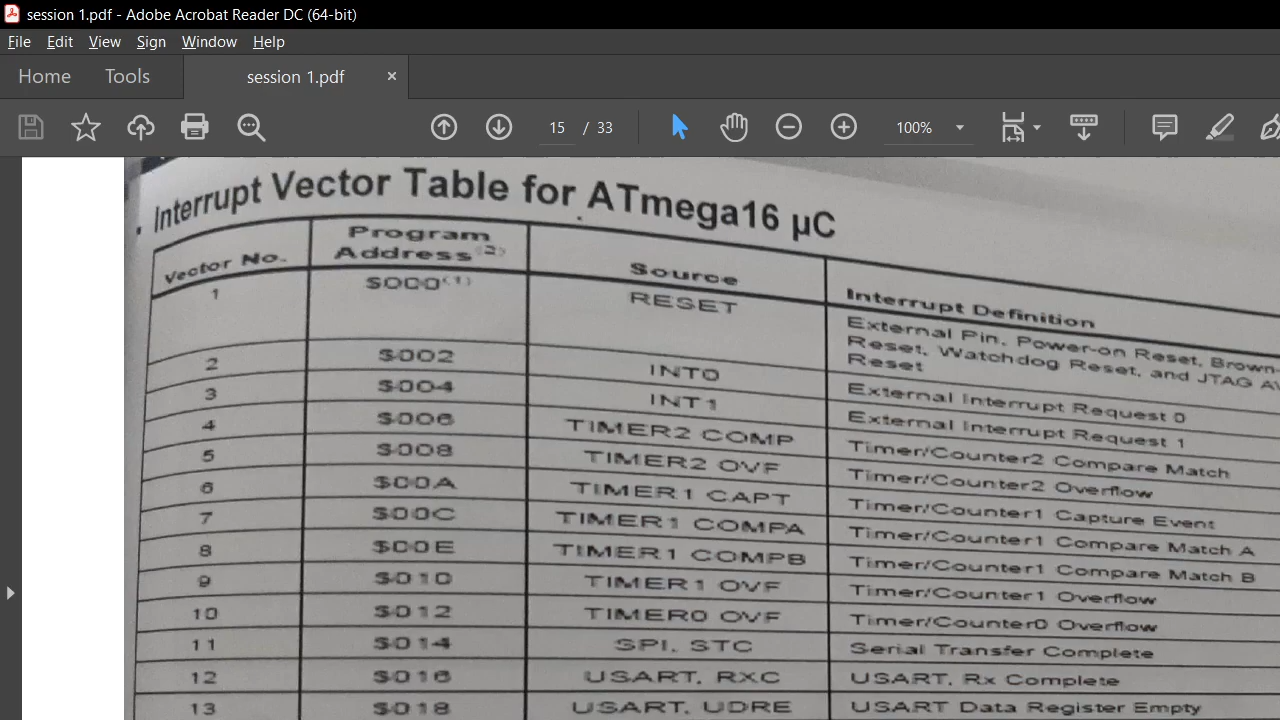 session 1.pdf - Adobe Acrobat Reader DC (64-bit)
File Edit View Sign Window Help
Home Tools session 1.pdf ×
15 / 33 100%
Interrupt Vector Table for ATmega16 µC
Vector No. Program Address(2) Source Interrupt Definition
1 $000(1) RESET External Pin, Power-on Reset, Brown-
Reset, Watchdog Reset, and JTAG AV
Reset
2 $002 INT0 External Interrupt Request 0
3 $004 INT1 External Interrupt Request 1
4 $006 TIMER2 COMP Timer/Counter2 Compare Match
5 $008 TIMER2 OVF Timer/Counter2 Overflow
6 $00A TIMER1 CAPT Timer/Counter1 Capture Event
7 $00C TIMER1 COMPA Timer/Counter1 Compare Match A
8 $00E TIMER1 COMPB Timer/Counter1 Compare Match B
9 $010 TIMER1 OVF Timer/Counter1 Overflow
10 $012 TIMER0 OVF Timer/Counter0 Overflow
11 $014 SPI, STC Serial Transfer Complete
12 $016 USART, RXC USART, Rx Complete
13 $018 USART, UDRE USART Data Register Empty